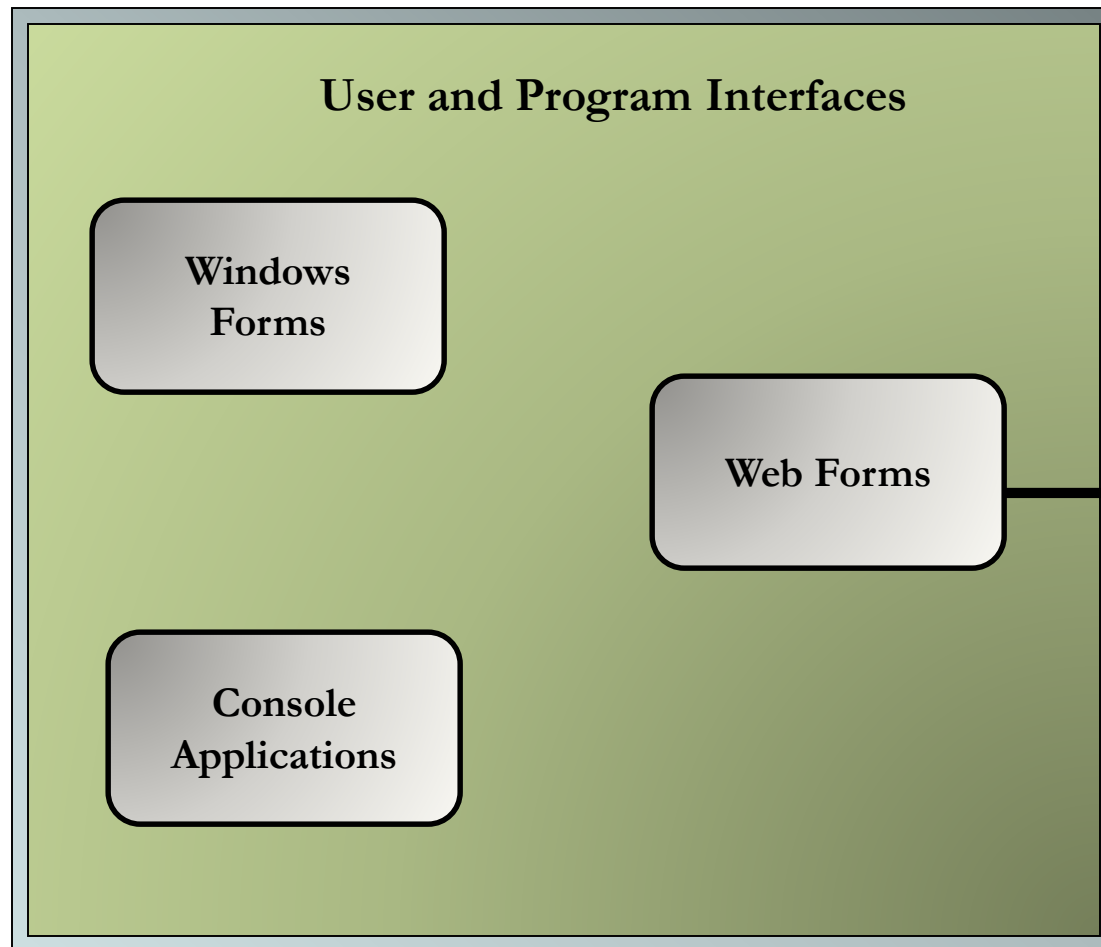 User and Program Interfaces
Windows
Forms
Web Forms
Console
Applications